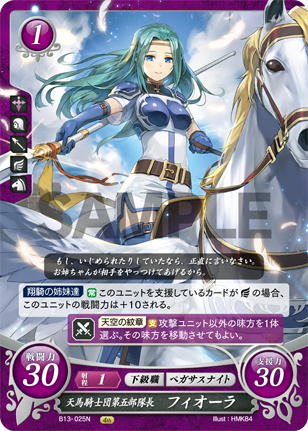 1
SAMPLE
もし、いじめられたりしていたなら、正直に言いなさい。
お姉ちゃんが相手をやっつけてあげるから。
翔騎の姉妹達 常 このユニットを支援しているカードが の場合、
このユニットの戦闘力は＋10される。
天空の紋章 支 攻撃ユニット以外の味方を1体
選ぶ。その味方を移動させてもよい。
戦闘力
30
射程 1 下級職 ペガサスナイト
支援力
30
天馬騎士団第五部隊長 フィオーラ
B13-025N
Illust：HMK84